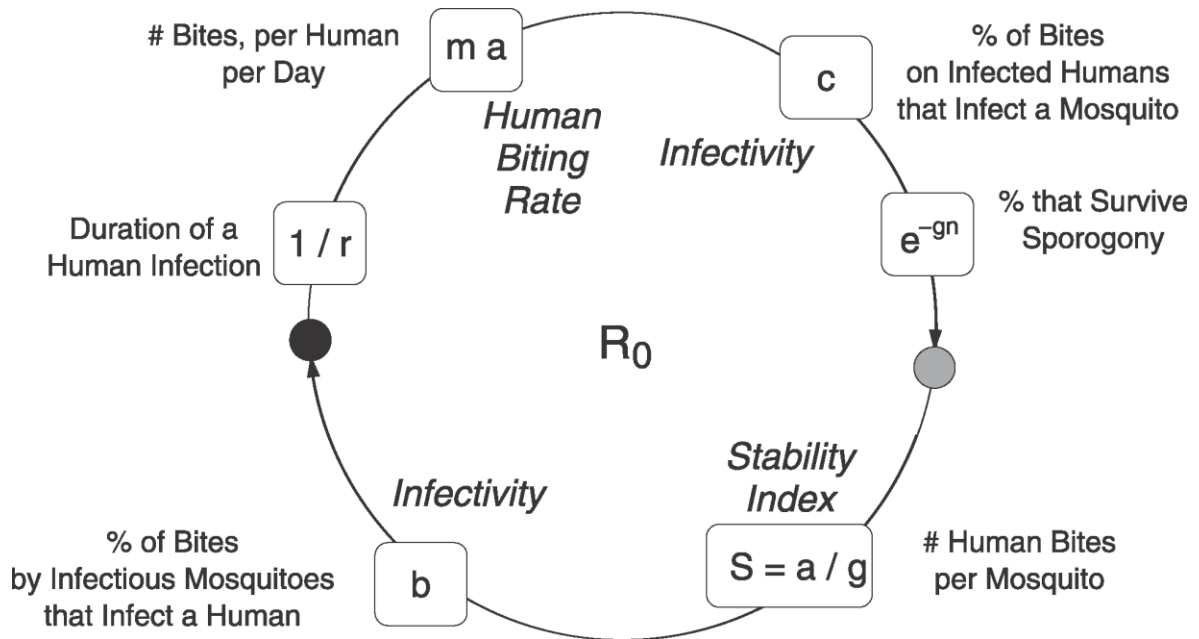 # Bites, per Human
per Day
m a
Human
Biting
Rate
c
Infectivity
% of Bites
on Infected Humans
that Infect a Mosquito
e⁻ᵍⁿ
% that Survive
Sporogony
Duration of a
Human Infection
1 / r
R₀
Stability
Index
S = a / g
# Human Bites
per Mosquito
Infectivity
b
% of Bites
by Infectious Mosquitoes
that Infect a Human